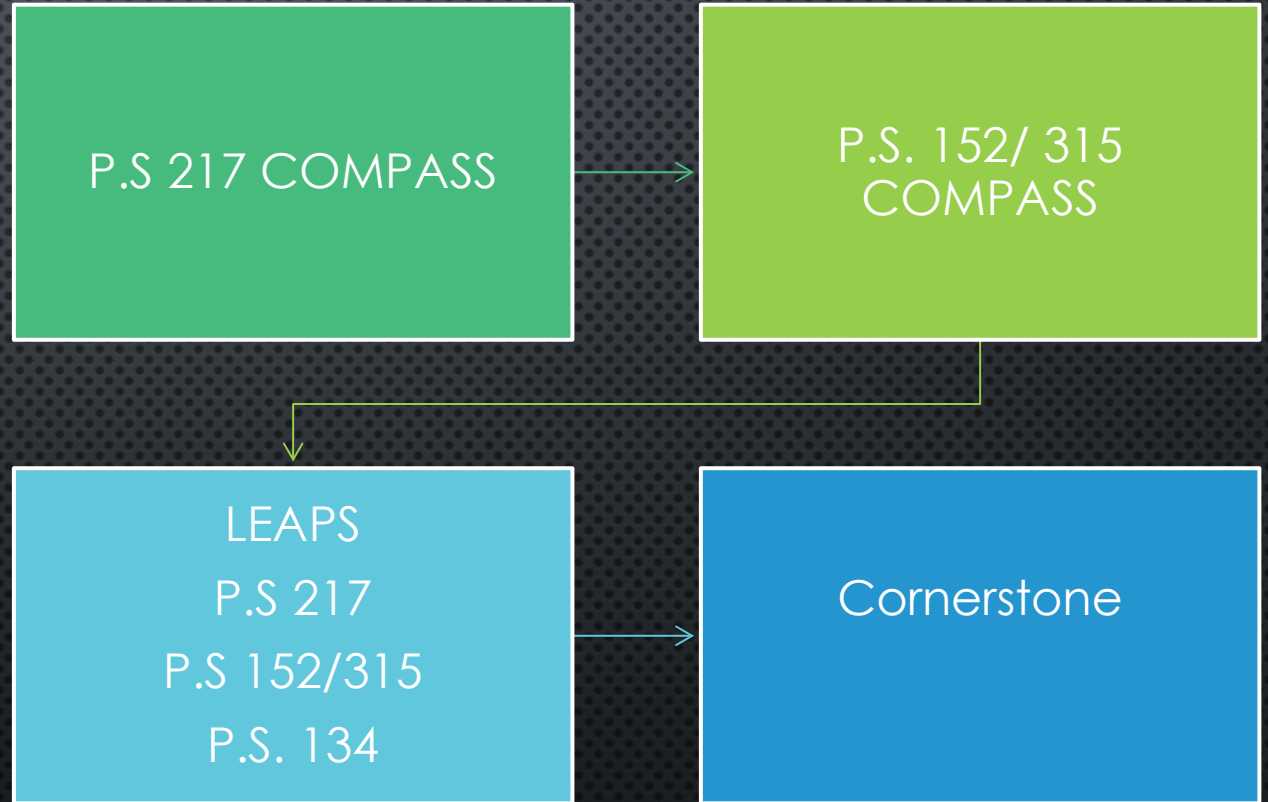 P.S 217 COMPASS
P.S. 152/ 315
COMPASS
LEAPS
P.S 217
P.S 152/315
P.S. 134
Cornerstone